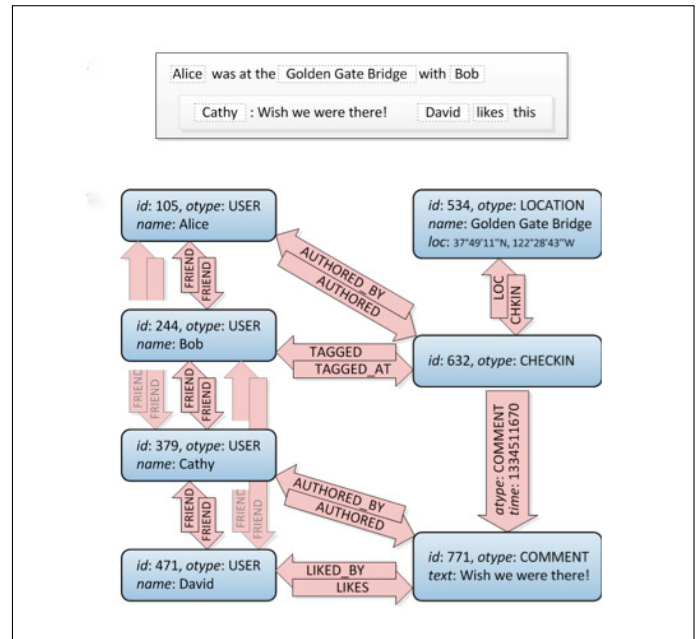 Alice was at the Golden Gate Bridge with Bob
Cathy : Wish we were there! David likes this
id: 105, otype: USER
name: Alice
id: 534, otype: LOCATION
name: Golden Gate Bridge
loc: 37°49'11"N, 122°28'43"W
AUTHORED_BY
AUTHORED
FRIEND
FRIEND
LOC
CHKIN
id: 244, otype: USER
name: Bob
TAGGED
TAGGED_AT
id: 632, otype: CHECKIN
FRIEND
FRIEND
FRIEND
FRIEND
atype: COMMENT
time: 1334511670
id: 379, otype: USER
name: Cathy
AUTHORED_BY
AUTHORED
FRIEND
FRIEND
FRIEND
FRIEND
id: 471, otype: USER
name: David
LIKED_BY
LIKES
id: 771, otype: COMMENT
text: Wish we were there!